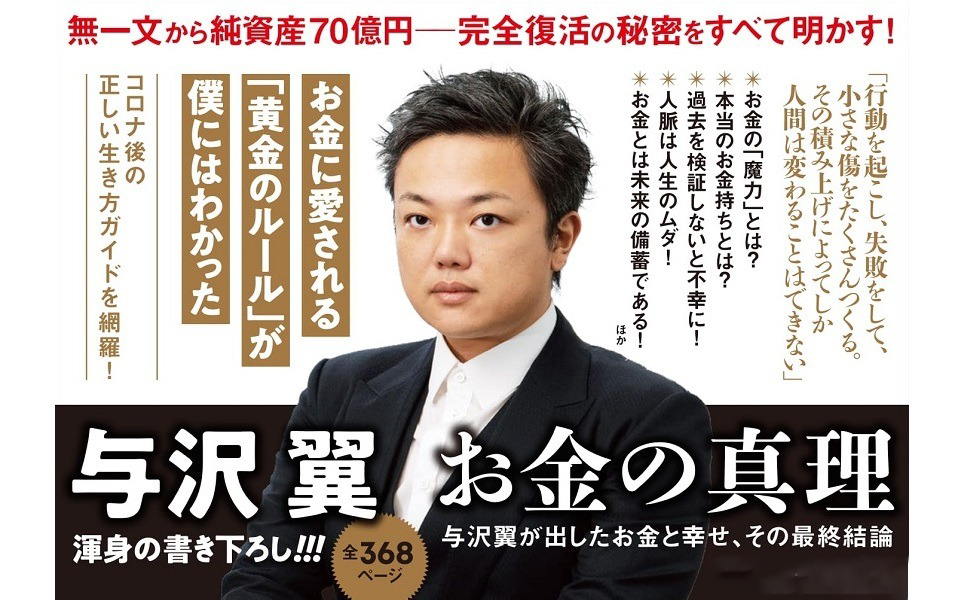 無一文から純資産70億円──完全復活の秘密をすべて明かす!
「行動を起こし、失敗をして、
小さな傷をたくさんつくる。
その積み上げによってしか
人間は変わることはできない」
＊お金の「魔力」とは?
＊本当のお金持ちとは?
＊過去を検証しないと不幸に!
＊人脈は人生のムダ!
＊お金とは未来の備蓄である!
ほか
お金に愛される
「黄金のルール」が
僕にはわかった
コロナ後の
正しい生き方ガイドを網羅!
与沢 翼 お金の真理
渾身の書き下ろし!!!
全368
ページ
与沢翼が出したお金と幸せ、その最終結論